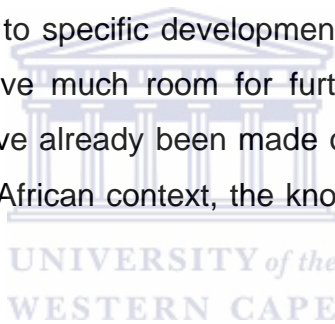 to specific developmen
ve much room for furt
ve already been made c
African context, the kno
UNIVERSITY of the
WESTERN CAPE